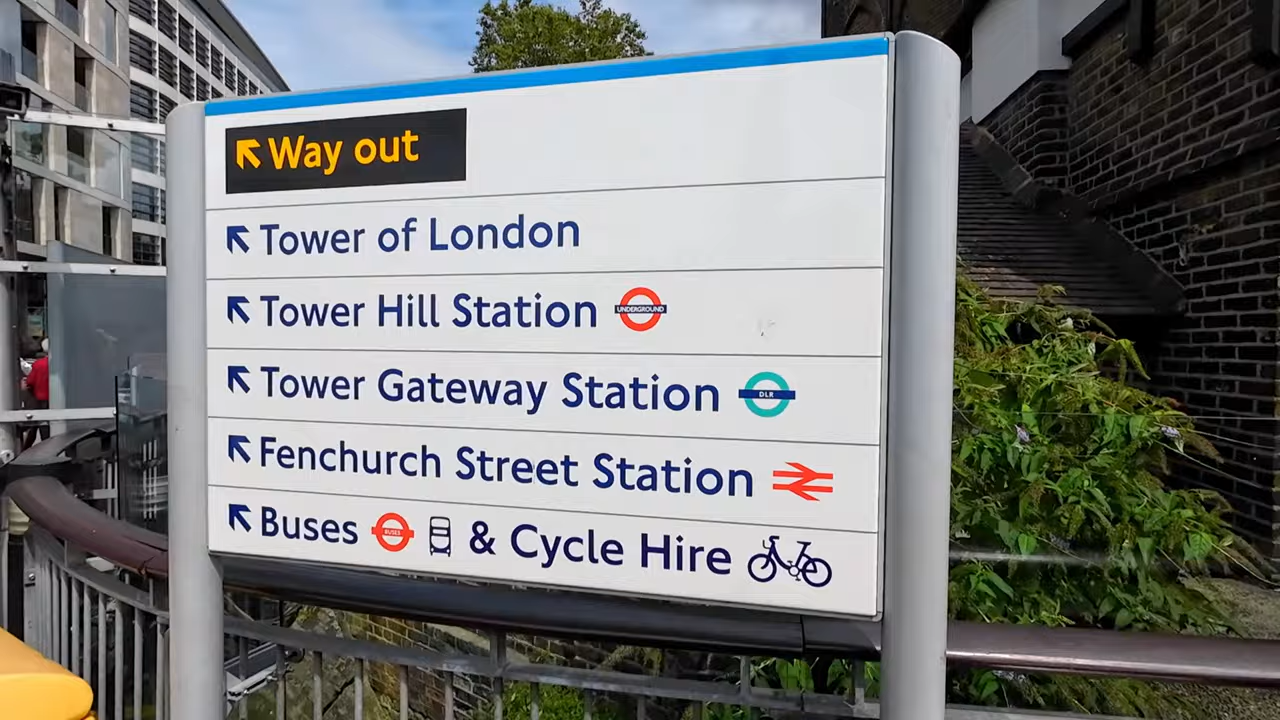 Way out
Tower of London
Tower Hill Station UNDERGROUND
Tower Gateway Station DLR
Fenchurch Street Station
Buses BUSES & Cycle Hire